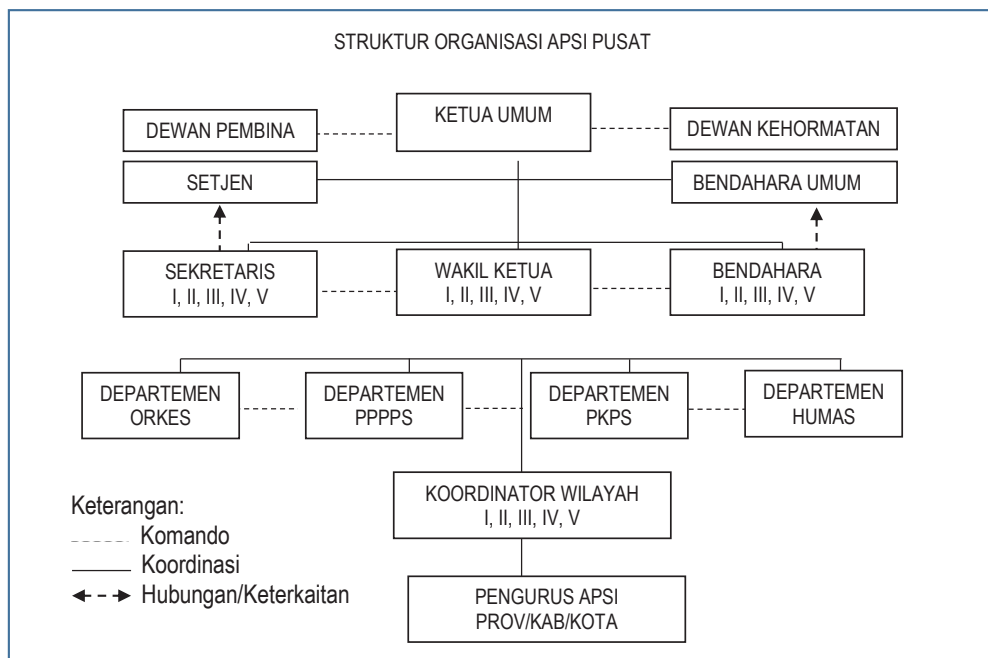 STRUKTUR ORGANISASI APSI PUSAT
KETUA UMUM
DEWAN PEMBINA
DEWAN KEHORMATAN
SETJEN
BENDAHARA UMUM
SEKRETARIS
I, II, III, IV, V
WAKIL KETUA
I, II, III, IV, V
BENDAHARA
I, II, III, IV, V
DEPARTEMEN
ORKES
DEPARTEMEN
PPPPS
DEPARTEMEN
PKPS
DEPARTEMEN
HUMAS
KOORDINATOR WILAYAH
I, II, III, IV, V
PENGURUS APSI
PROV/KAB/KOTA
Keterangan:
Komando
Koordinasi
Hubungan/Keterkaitan